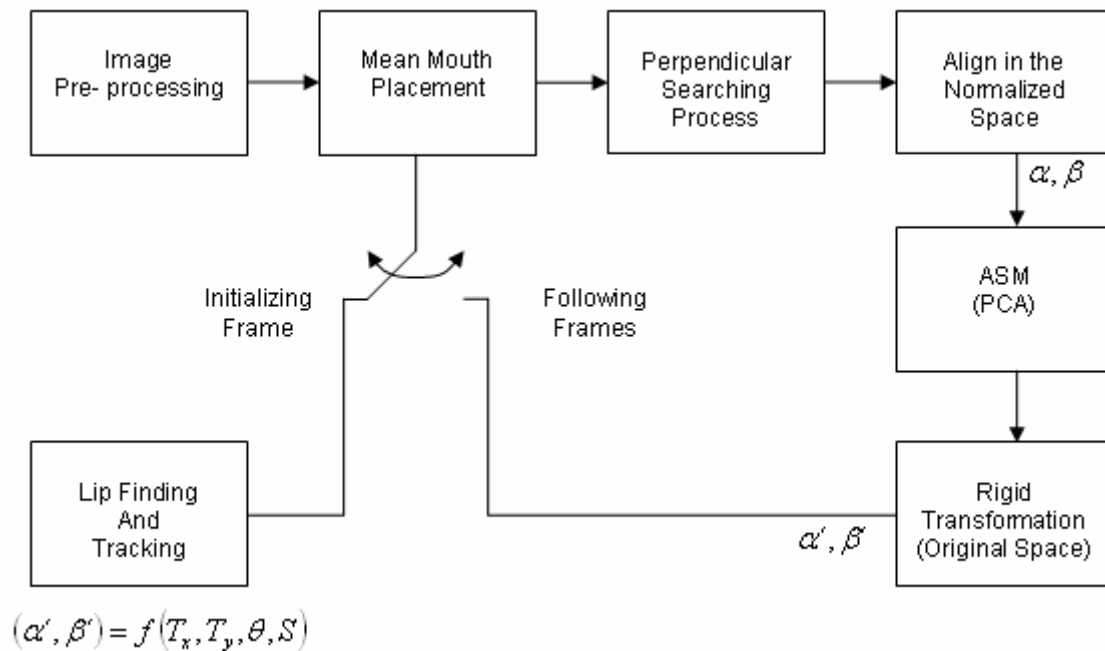 Image
Pre- processing
Mean Mouth
Placement
Perpendicular
Searching
Process
Align in the
Normalized
Space
α, β
ASM
(PCA)
Initializing
Frame
Following
Frames
Lip Finding
And
Tracking
Rigid
Transformation
(Original Space)
α′, β′
(α′, β′) = f(Tₓ, Tᵧ, θ, S)